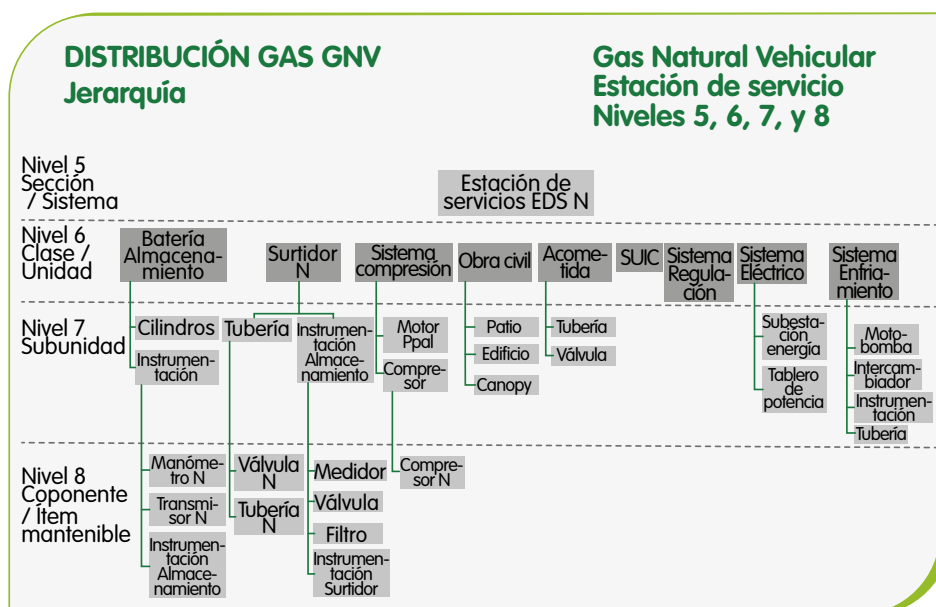 DISTRIBUCIÓN GAS GNV
Jerarquía
Gas Natural Vehicular
Estación de servicio
Niveles 5, 6, 7, y 8
Nivel 5
Sección
/ Sistema
Estación de
servicios EDS N
Nivel 6
Clase /
Unidad
Batería
Almacena-
miento
Surtidor
N
Sistema
compresión
Obra civil
Acome-
tida
SUIC
Sistema
Regula-
ción
Sistema
Eléctrico
Sistema
Enfria-
miento
Nivel 7
Subunidad
Cilindros
Instrumen-
tación
Tubería
Instrumen-
tación
Almace-
namiento
Motor
Ppal
Compre-
sor
Patio
Edificio
Canopy
Tubería
Válvula
Subesta-
ción
energía
Tablero
de
potencia
Moto-
bomba
Intercam-
biador
Instrumen-
tación
Tubería
Nivel 8
Coponente
/ Ítem
mantenible
Manóme-
tro N
Transmi-
sor N
Instrumen-
tación
Almace-
namiento
Válvula
N
Tubería
N
Medidor
Válvula
Filtro
Instrumen-
tación
Surtidor
Compre-
sor N